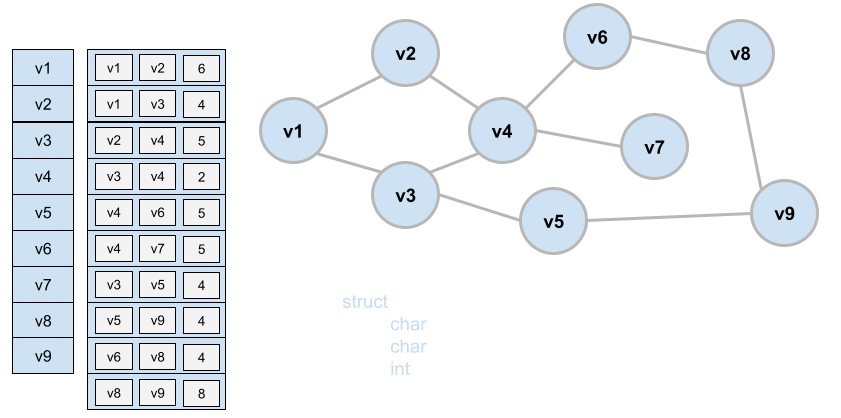 v1
v2
v3
v4
v5
v6
v7
v8
v9
v1 v2 6
v1 v3 4
v2 v4 5
v3 v4 2
v4 v6 5
v4 v7 5
v3 v5 4
v5 v9 4
v6 v8 4
v8 v9 8
v6
v2
v8
v1
v4
v7
v3
v5
v9
struct
char
char
int